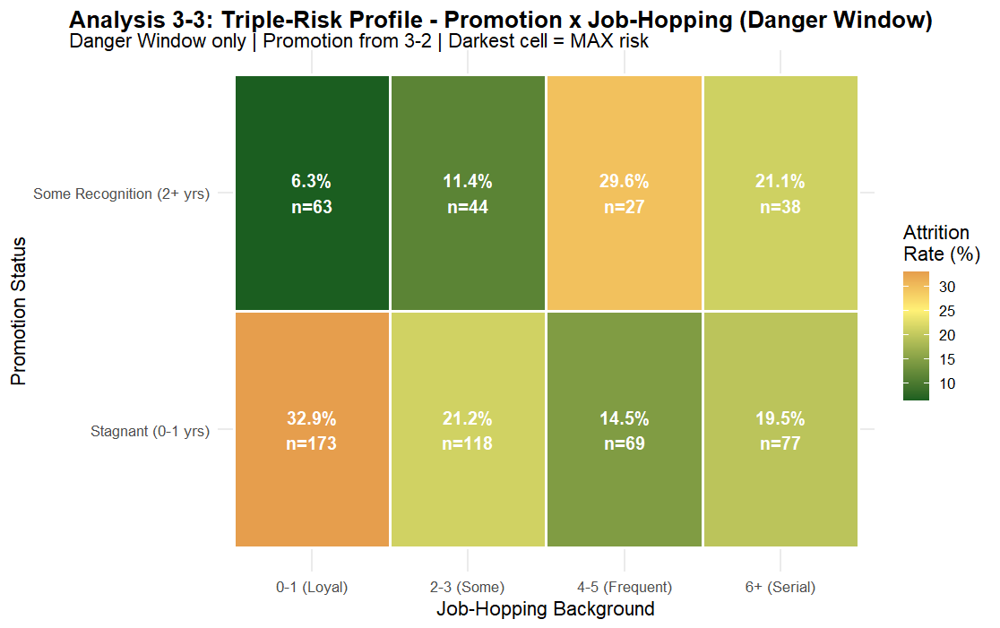 Analysis 3-3: Triple-Risk Profile - Promotion x Job-Hopping (Danger Window)
Danger Window only | Promotion from 3-2 | Darkest cell = MAX risk
Promotion Status
Some Recognition (2+ yrs)
6.3%
n=63
11.4%
n=44
29.6%
n=27
21.1%
n=38
Stagnant (0-1 yrs)
32.9%
n=173
21.2%
n=118
14.5%
n=69
19.5%
n=77
0-1 (Loyal)
2-3 (Some)
4-5 (Frequent)
6+ (Serial)
Job-Hopping Background
Attrition
Rate (%)
30
25
20
15
10